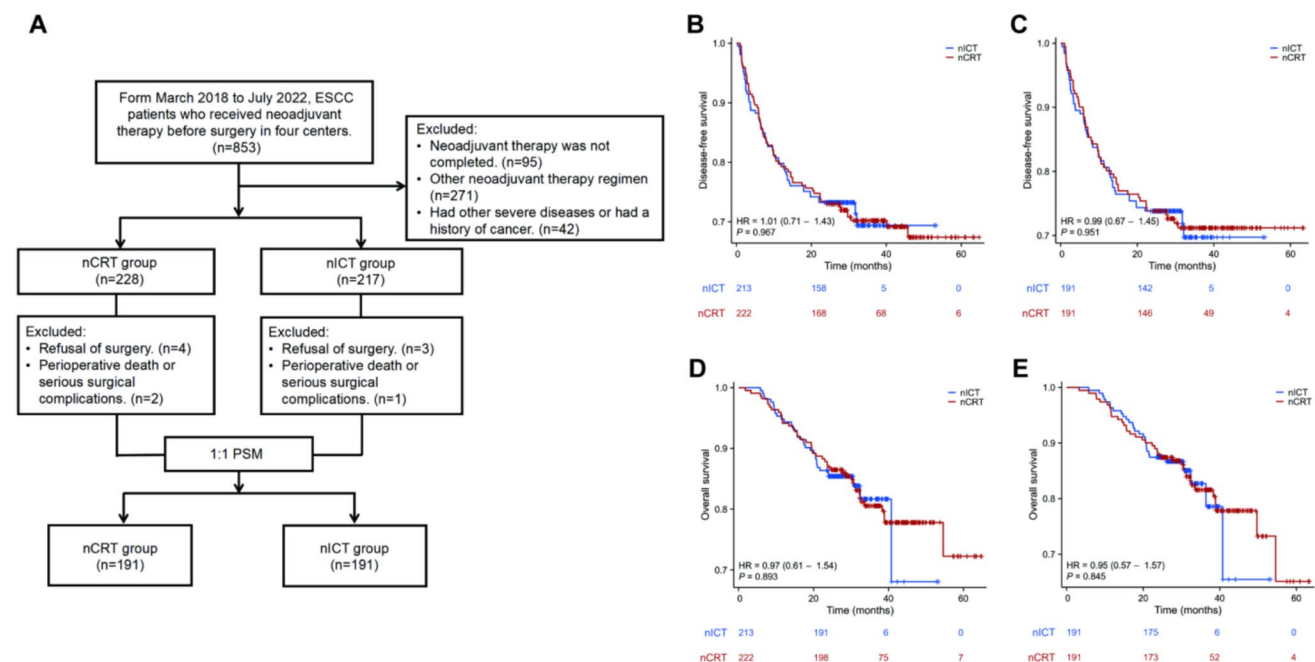 A
Form March 2018 to July 2022, ESCC
patients who received neoadjuvant
therapy before surgery in four centers.
(n=853)
Excluded:
• Neoadjuvant therapy was not
completed. (n=95)
• Other neoadjuvant therapy regimen
(n=271)
• Had other severe diseases or had a
history of cancer. (n=42)
nCRT group
(n=228)
nICT group
(n=217)
Excluded:
• Refusal of surgery. (n=4)
• Perioperative death or
serious surgical
complications. (n=2)
Excluded:
• Refusal of surgery. (n=3)
• Perioperative death or
serious surgical
complications. (n=1)
1:1 PSM
nCRT group
(n=191)
nICT group
(n=191)
B
Disease-free survival
1.0
0.9
0.8
0.7
nICT
nCRT
HR = 1.01 (0.71 – 1.43)
P = 0.967
0 20 40 60
Time (months)
nICT 213 158 5 0
nCRT 222 168 68 6
C
Disease-free survival
1.0
0.9
0.8
0.7
nICT
nCRT
HR = 0.99 (0.67 – 1.45)
P = 0.951
0 20 40 60
Time (months)
nICT 191 142 5 0
nCRT 191 146 49 4
D
Overall survival
1.0
0.9
0.8
0.7
nICT
nCRT
HR = 0.97 (0.61 – 1.54)
P = 0.893
0 20 40 60
Time (months)
nICT 213 191 6 0
nCRT 222 198 75 7
E
Overall survival
1.0
0.9
0.8
0.7
nICT
nCRT
HR = 0.95 (0.57 – 1.57)
P = 0.845
0 20 40 60
Time (months)
nICT 191 175 6 0
nCRT 191 173 52 4